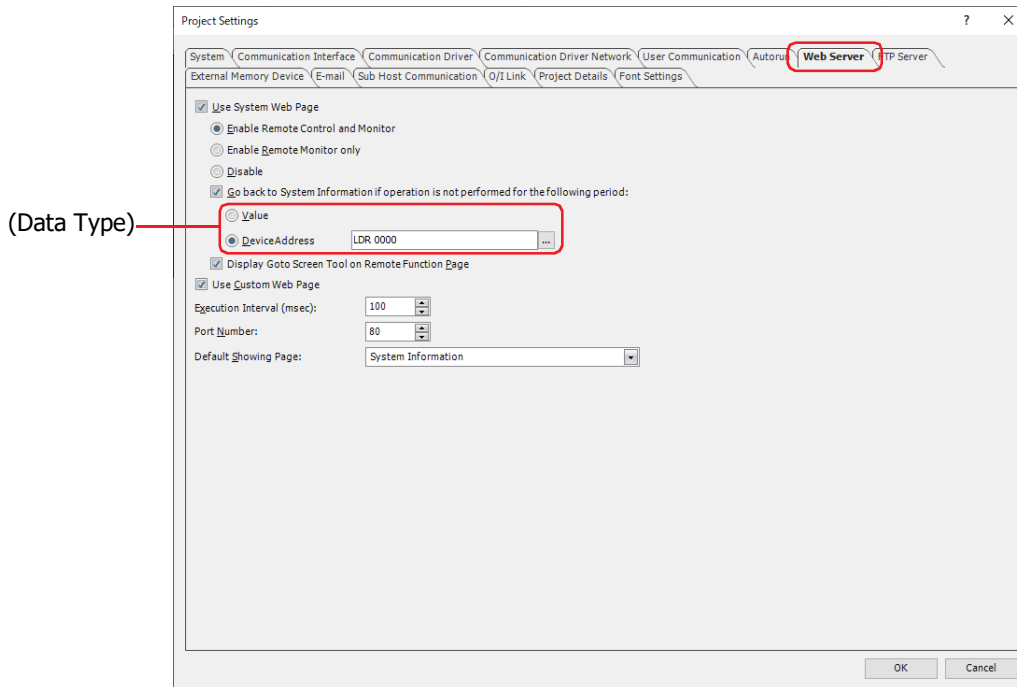 Project Settings ? X
System Communication Interface Communication Driver Communication Driver Network User Communication Autorun Web Server FTP Server
External Memory Device E-mail Sub Host Communication O/I Link Project Details Font Settings
Use System Web Page
Enable Remote Control and Monitor
Enable Remote Monitor only
Disable
Go back to System Information if operation is not performed for the following period:
(Data Type)
Value
DeviceAddress LDR 0000 ...
Display Goto Screen Tool on Remote Function Page
Use Custom Web Page
Execution Interval (msec): 100
Port Number: 80
Default Showing Page: System Information
OK Cancel